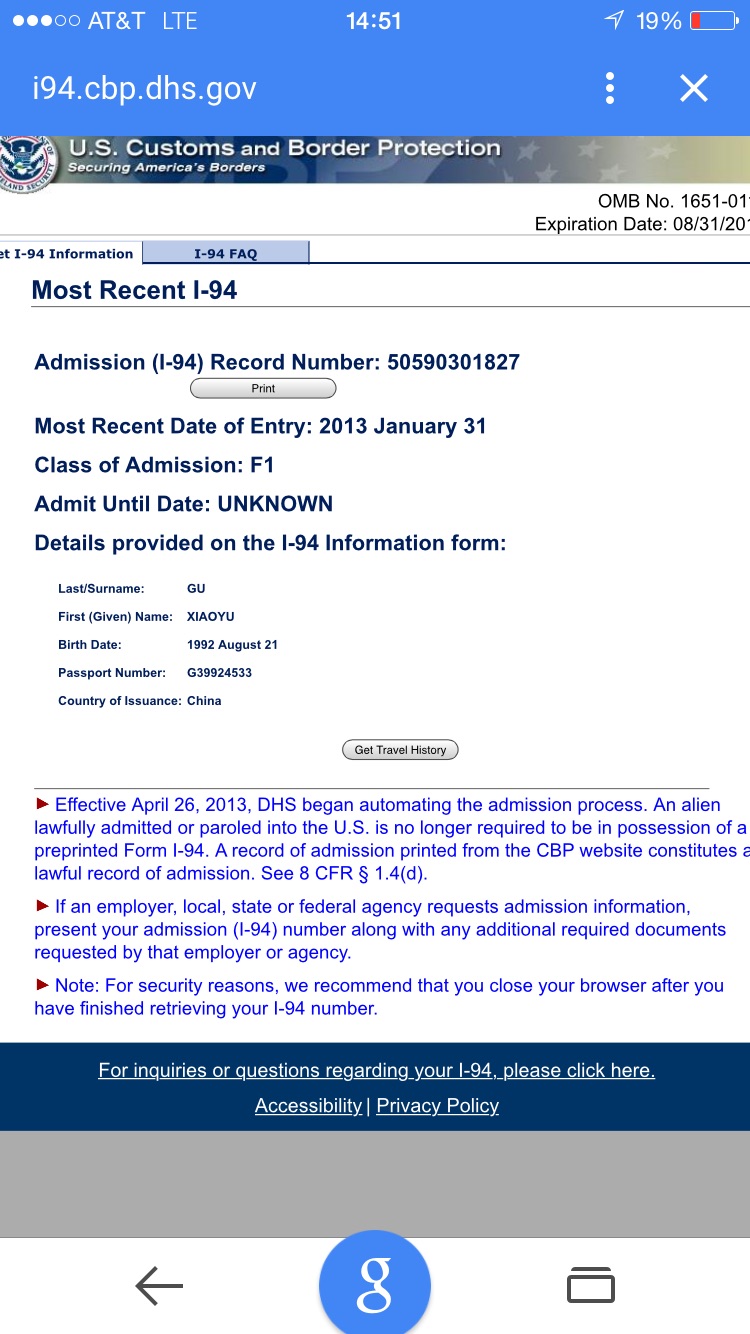 AT&T LTE 14:51 19%
i94.cbp.dhs.gov
U.S. Customs and Border Protection
Securing America's Borders
OMB No. 1651-01
Expiration Date: 08/31/201
et I-94 Information I-94 FAQ
Most Recent I-94
Admission (I-94) Record Number: 50590301827
Print
Most Recent Date of Entry: 2013 January 31
Class of Admission: F1
Admit Until Date: UNKNOWN
Details provided on the I-94 Information form:
Last/Surname: GU
First (Given) Name: XIAOYU
Birth Date: 1992 August 21
Passport Number: G39924533
Country of Issuance: China
Get Travel History
Effective April 26, 2013, DHS began automating the admission process. An alien
lawfully admitted or paroled into the U.S. is no longer required to be in possession of a
preprinted Form I-94. A record of admission printed from the CBP website constitutes a
lawful record of admission. See 8 CFR § 1.4(d).
If an employer, local, state or federal agency requests admission information,
present your admission (I-94) number along with any additional required documents
requested by that employer or agency.
Note: For security reasons, we recommend that you close your browser after you
have finished retrieving your I-94 number.
For inquiries or questions regarding your I-94, please click here.
Accessibility | Privacy Policy
g